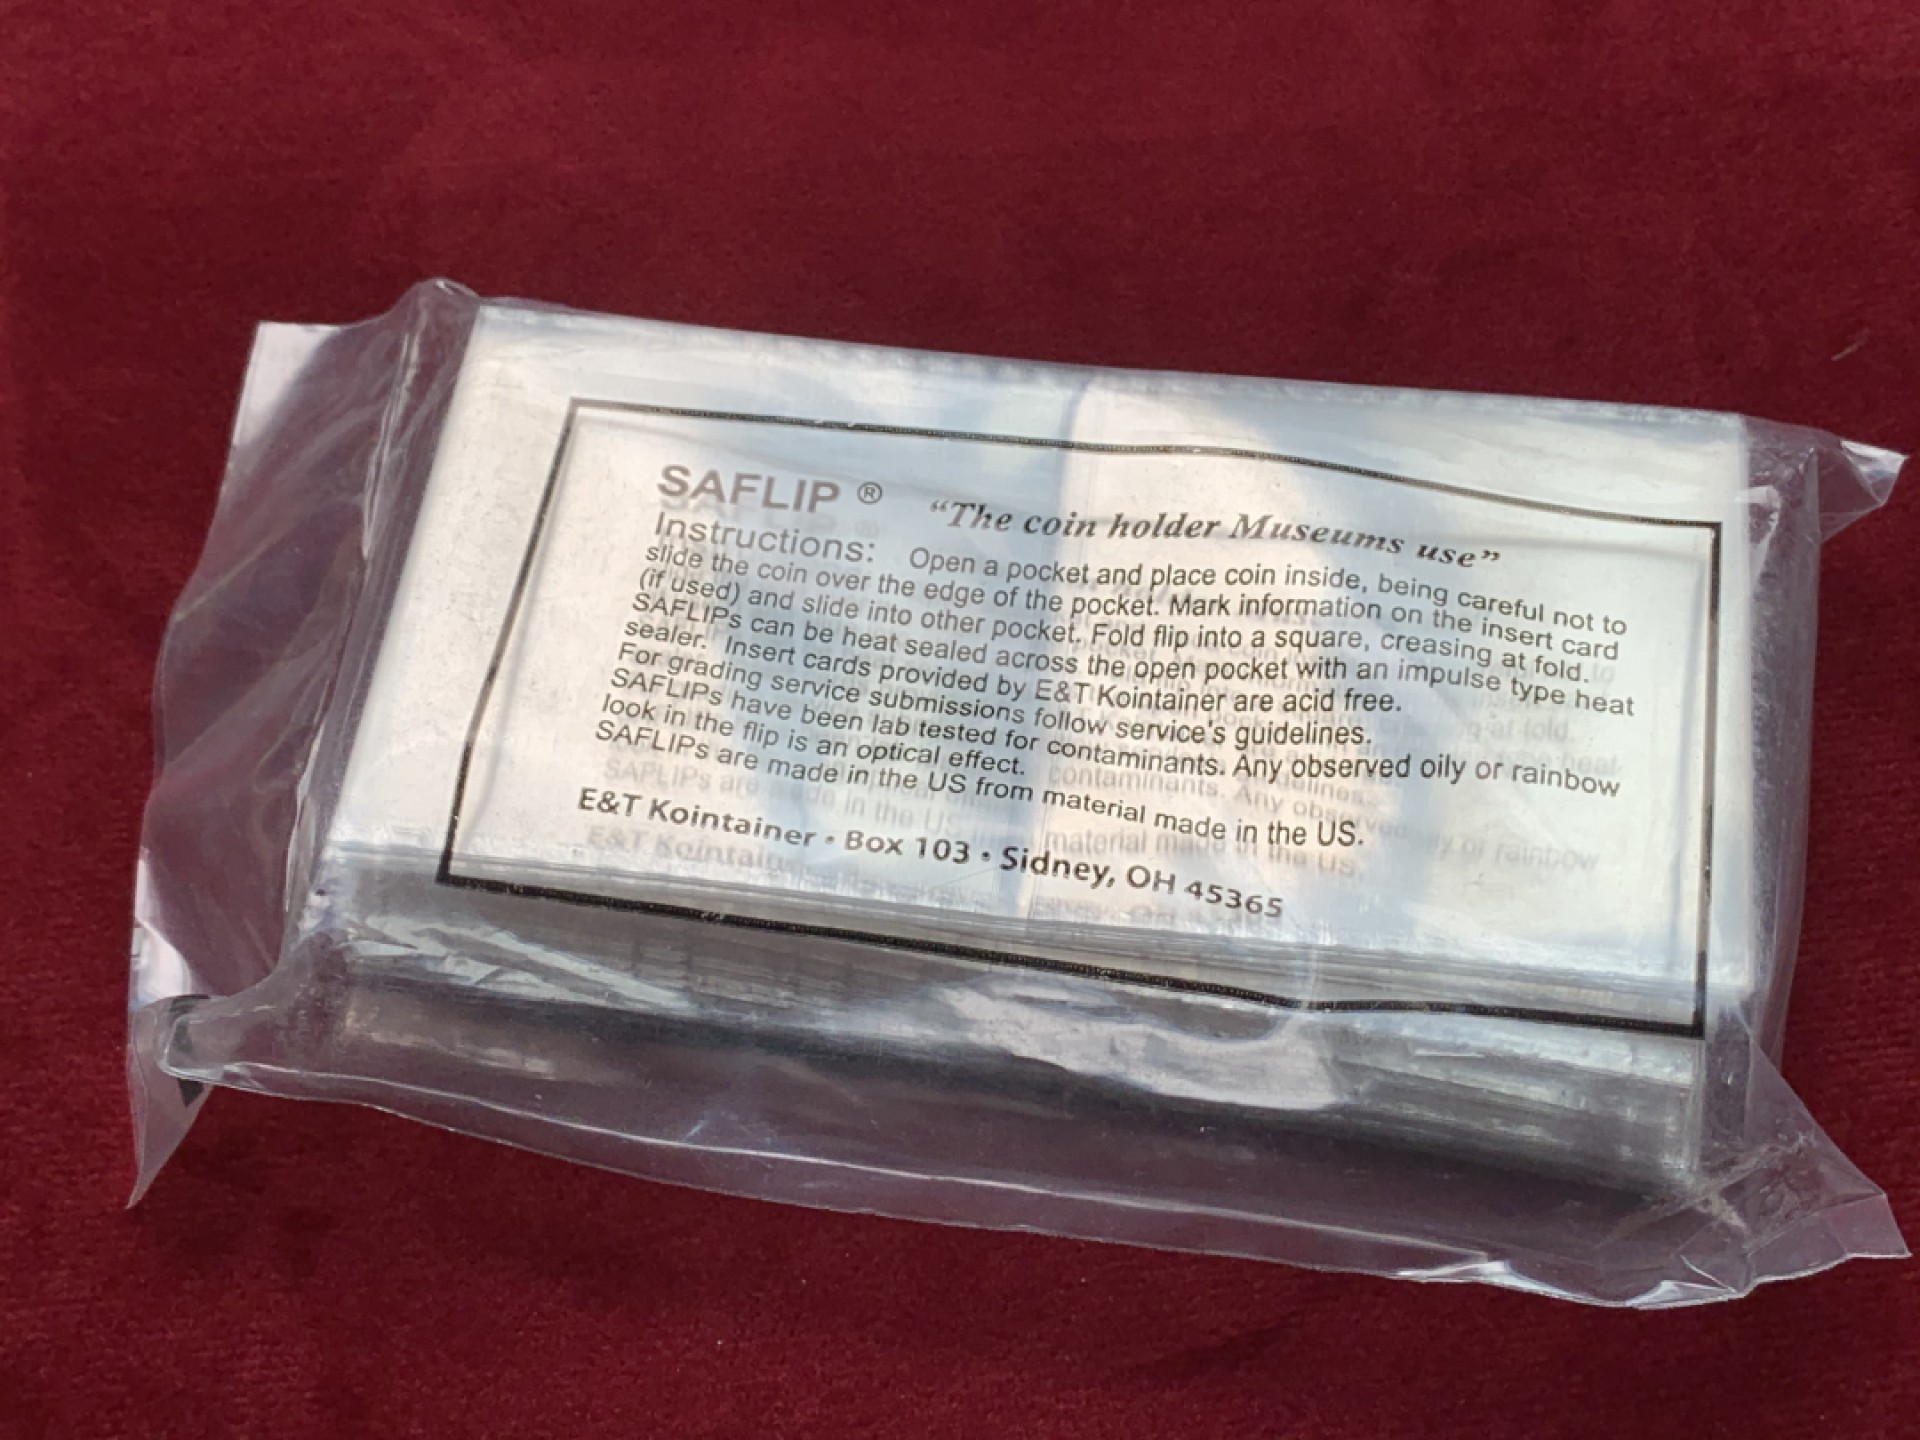 SAFLIP ® “The coin holder Museums use”
Instructions: Open a pocket and place coin inside, being careful not to
slide the coin over the edge of the pocket. Mark information on the insert card
(if used) and slide into other pocket. Fold flip into a square, creasing at fold.
SAFLIPs can be heat sealed across the open pocket with an impulse type heat
sealer. Insert cards provided by E&T Kointainer are acid free.
For grading service submissions follow service's guidelines.
SAFLIPs have been lab tested for contaminants. Any observed oily or rainbow
look in the flip is an optical effect.
SAFLIPs are made in the US from material made in the US.
E&T Kointainer • Box 103 • Sidney, OH 45365